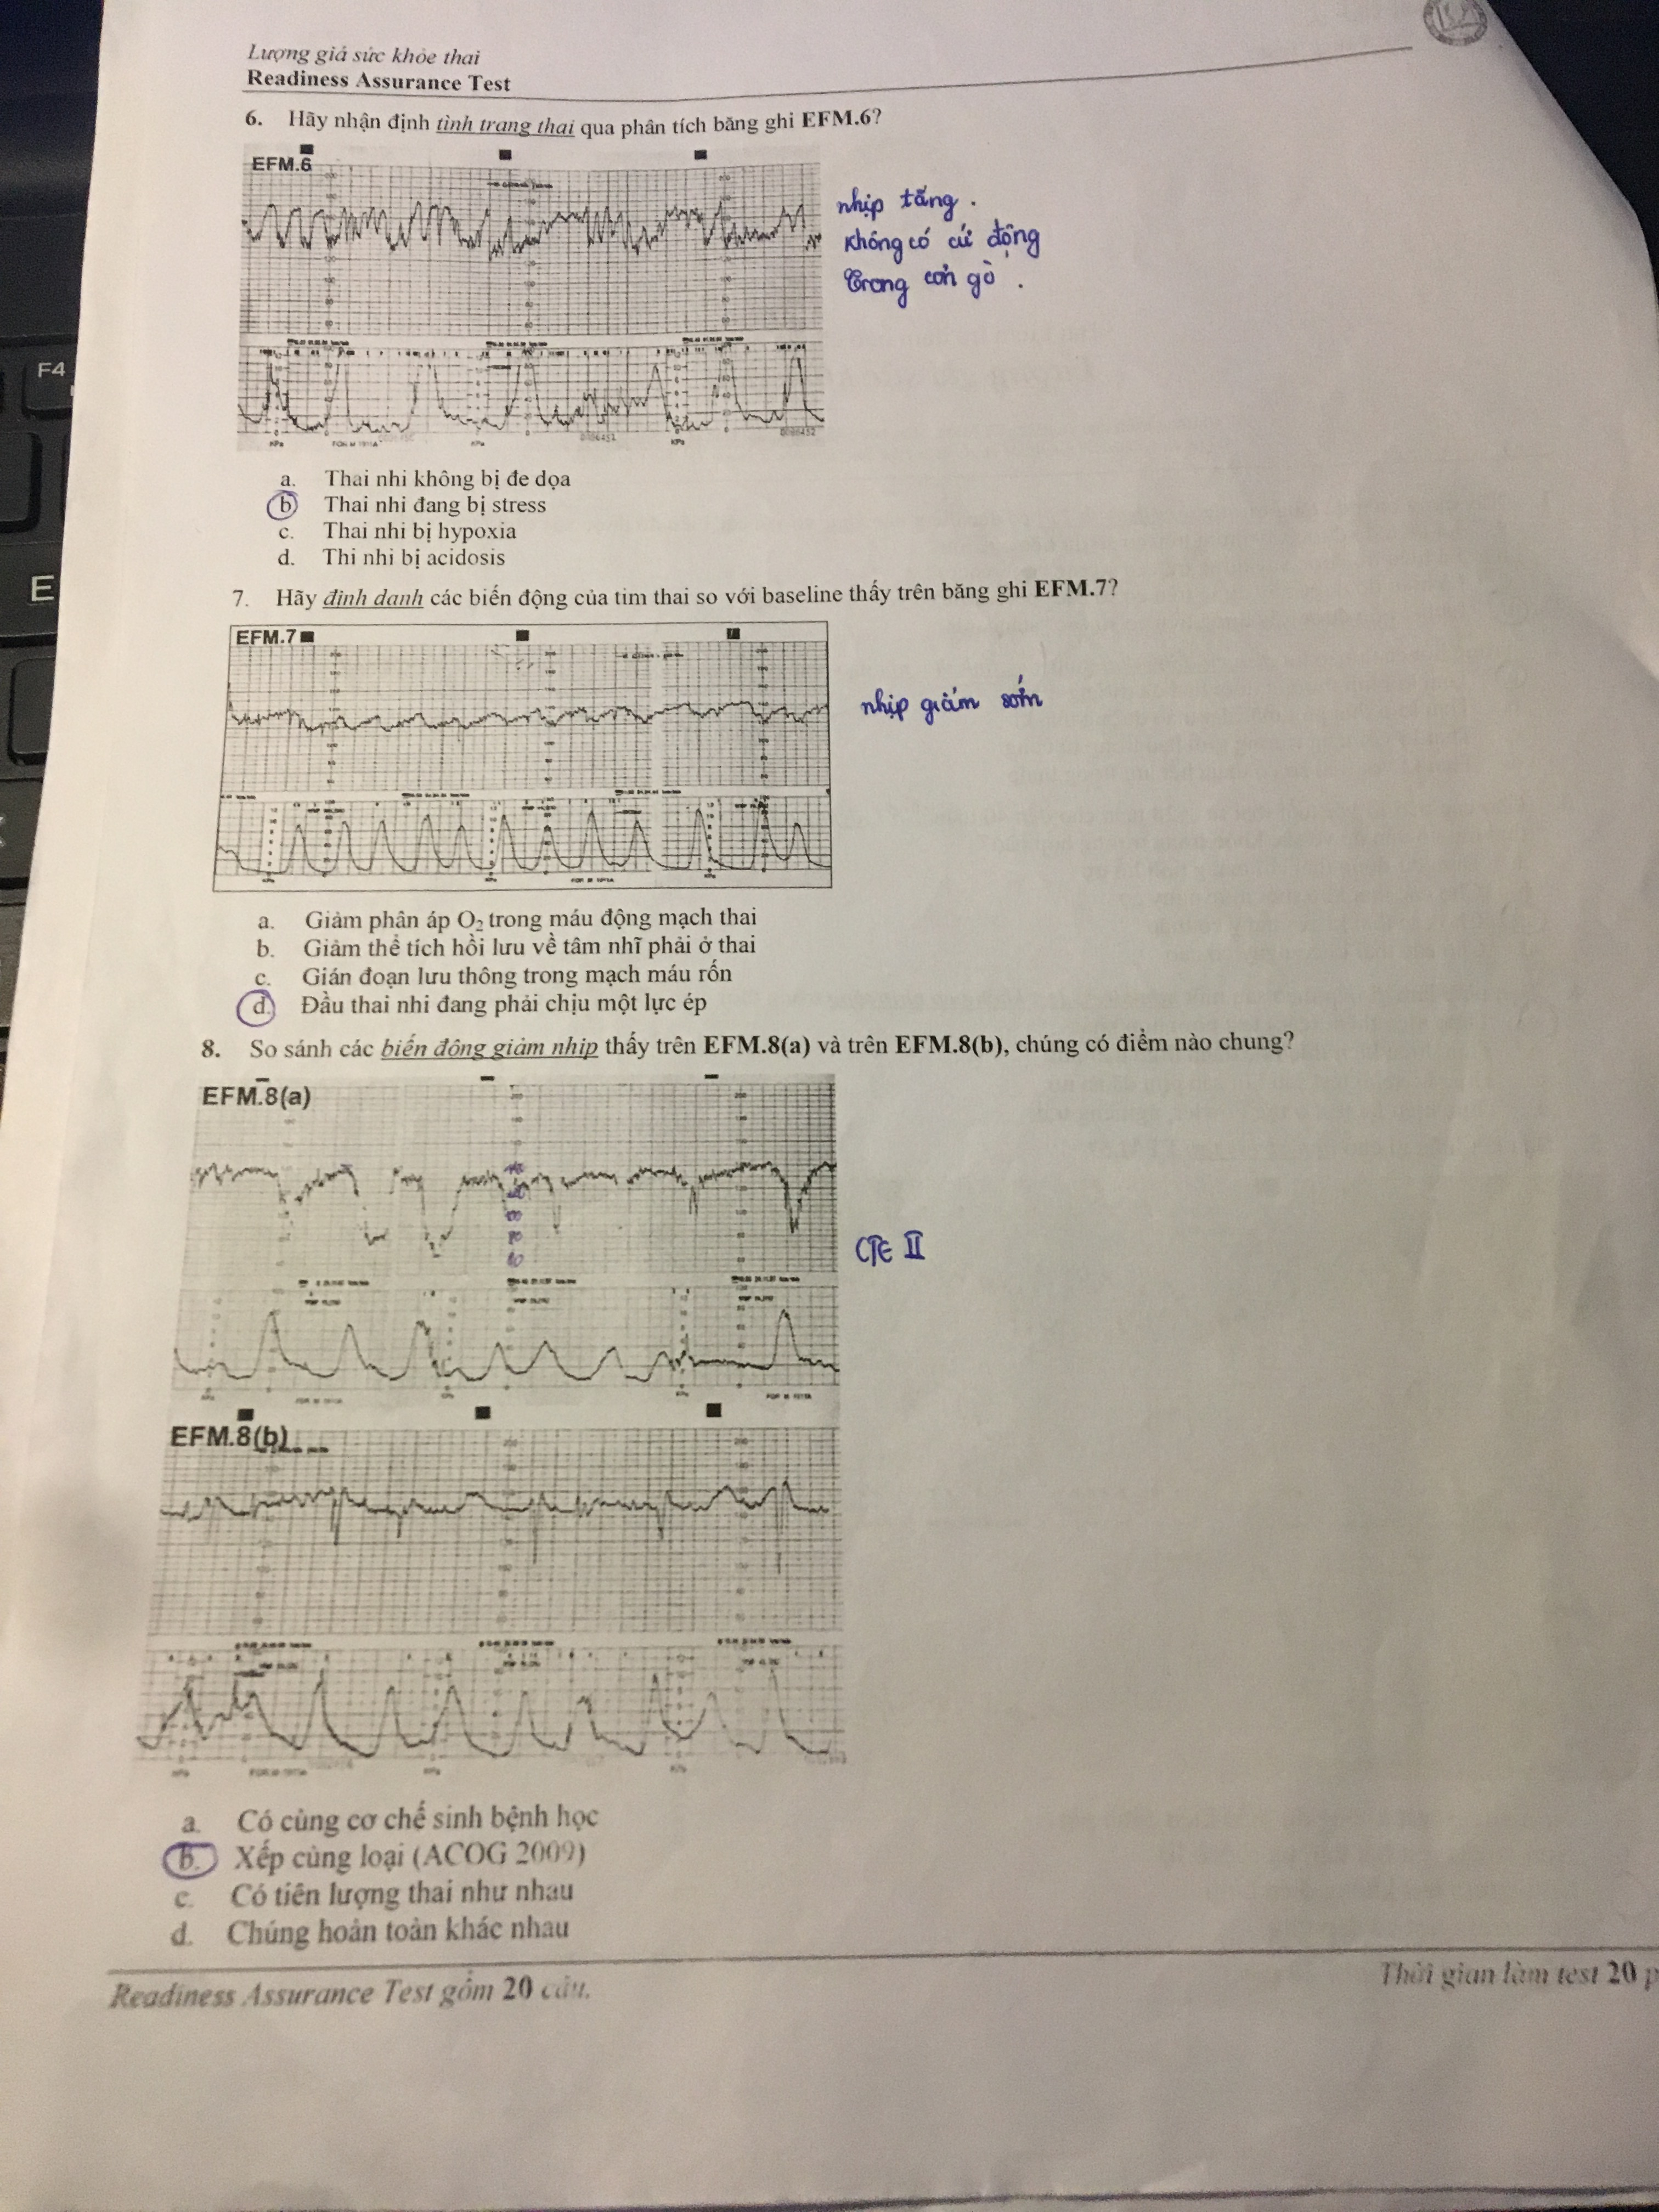 Lượng giá sức khỏe thai
Readiness Assurance Test
6. Hãy nhận định tình trạng thai qua phân tích băng ghi EFM.6?
EFM.6
nhịp tăng.
Không có cử động
Trong cơn gò.
a. Thai nhi không bị đe dọa
b. Thai nhi đang bị stress
c. Thai nhi bị hypoxia
d. Thi nhi bị acidosis
7. Hãy định danh các biến động của tim thai so với baseline thấy trên băng ghi EFM.7?
EFM.7
nhịp giảm sớm
a. Giảm phân áp O2 trong máu động mạch thai
b. Giảm thể tích hồi lưu về tâm nhĩ phải ở thai
c. Gián đoạn lưu thông trong mạch máu rốn
d. Đầu thai nhi đang phải chịu một lực ép
8. So sánh các biến động giảm nhịp thấy trên EFM.8(a) và trên EFM.8(b), chúng có điểm nào chung?
EFM.8(a)
II
EFM.8(b)
a. Có cùng cơ chế sinh bệnh học
b. Xếp cùng loại (ACOG 2009)
c. Có tiên lượng thai như nhau
d. Chúng hoàn toàn khác nhau
Readiness Assurance Test gồm 20 câu.
Thời gian làm test 20 p
F4
E